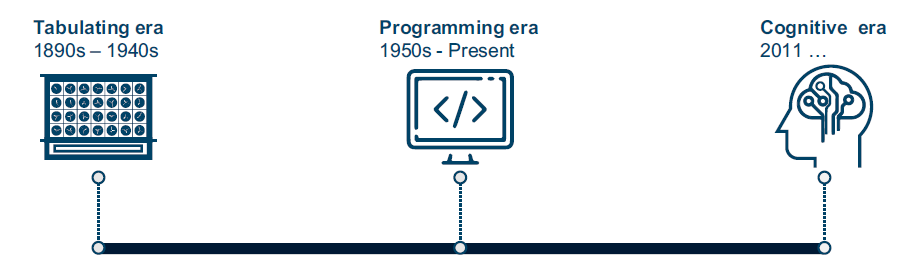 Tabulating era
1890s – 1940s
Programming era
1950s - Present
Cognitive era
2011 ...
</>